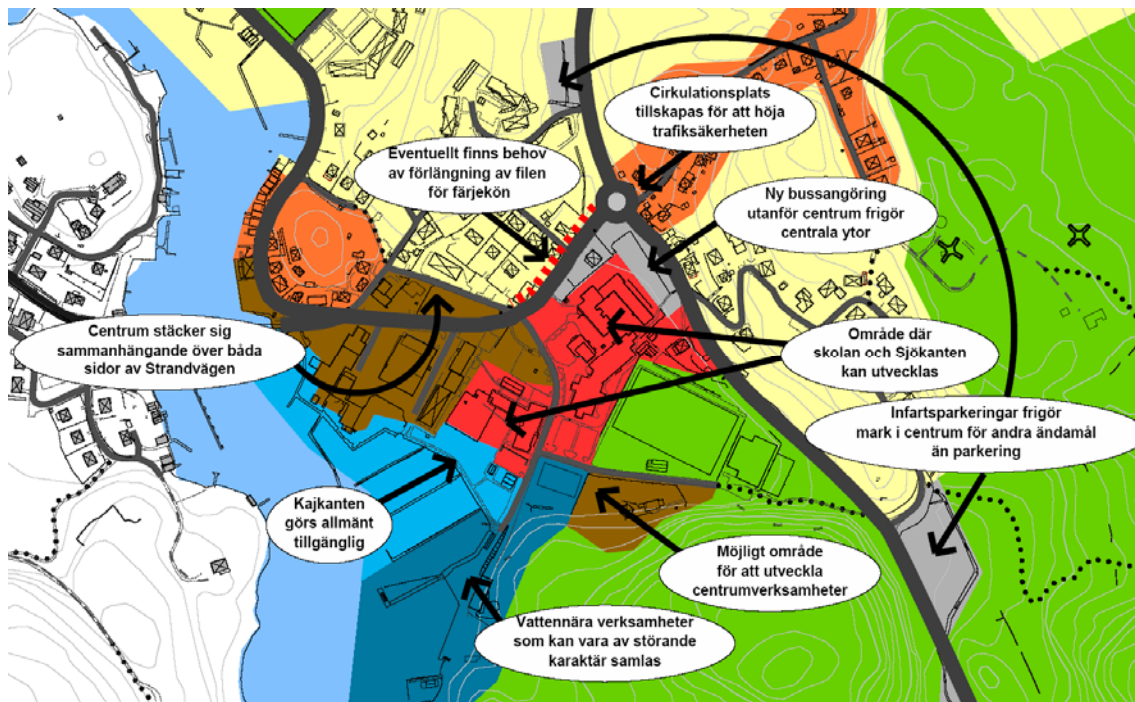 Cirkulationsplats
tillskapas för att höja
trafiksäkerheten
Eventuellt finns behov
av förlängning av filen
för färjekön
Ny bussangöring
utanför centrum frigör
centrala ytor
Centrum stäcker sig
sammanhängande över båda
sidor av Strandvägen
Område där
skolan och Sjökanten
kan utvecklas
Infartsparkeringar frigör
mark i centrum för andra ändamål
än parkering
Kajkanten
görs allmänt
tillgänglig
Möjligt område
för att utveckla
centrumverksamheter
Vattennära verksamheter
som kan vara av störande
karaktär samlas